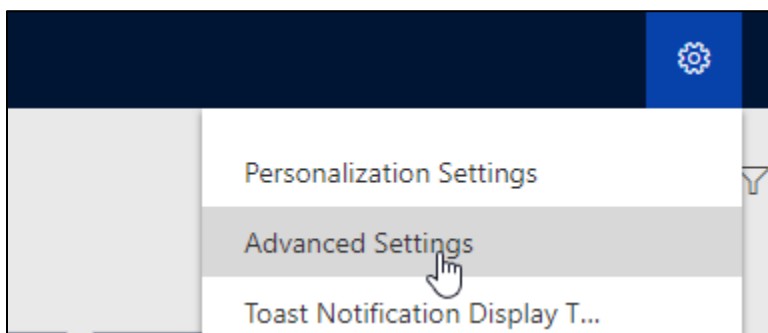 Personalization Settings
Advanced Settings
Toast Notification Display T...